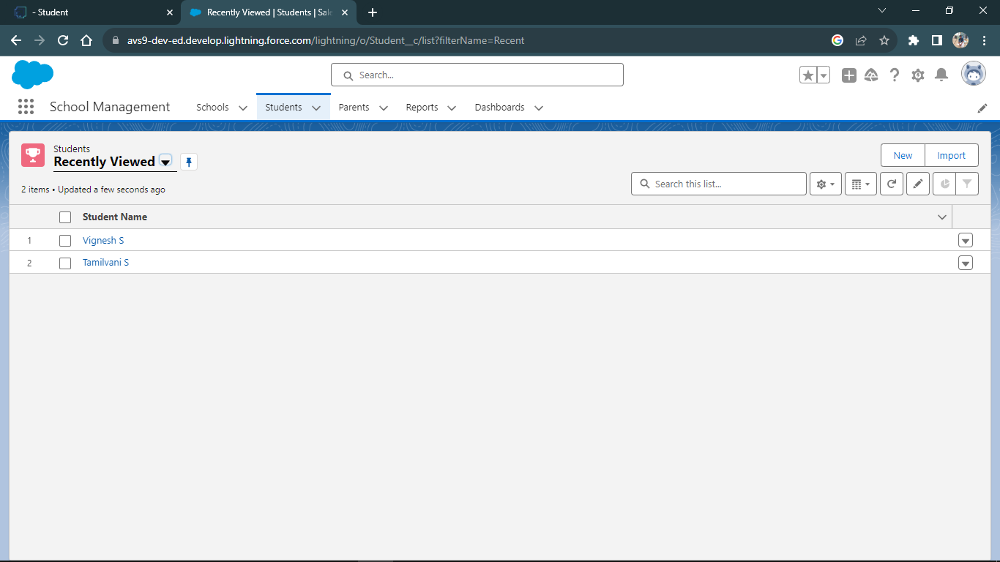 - Student
Recently Viewed | Students | Sale
avs9-dev-ed.develop.lightning.force.com/lightning/o/Student__c/list?filterName=Recent
Search...
School Management
Schools
Students
Parents
Reports
Dashboards
Students
Recently Viewed
New
Import
2 items • Updated a few seconds ago
Search this list...
Student Name
1 Vignesh S
2 Tamilvani S